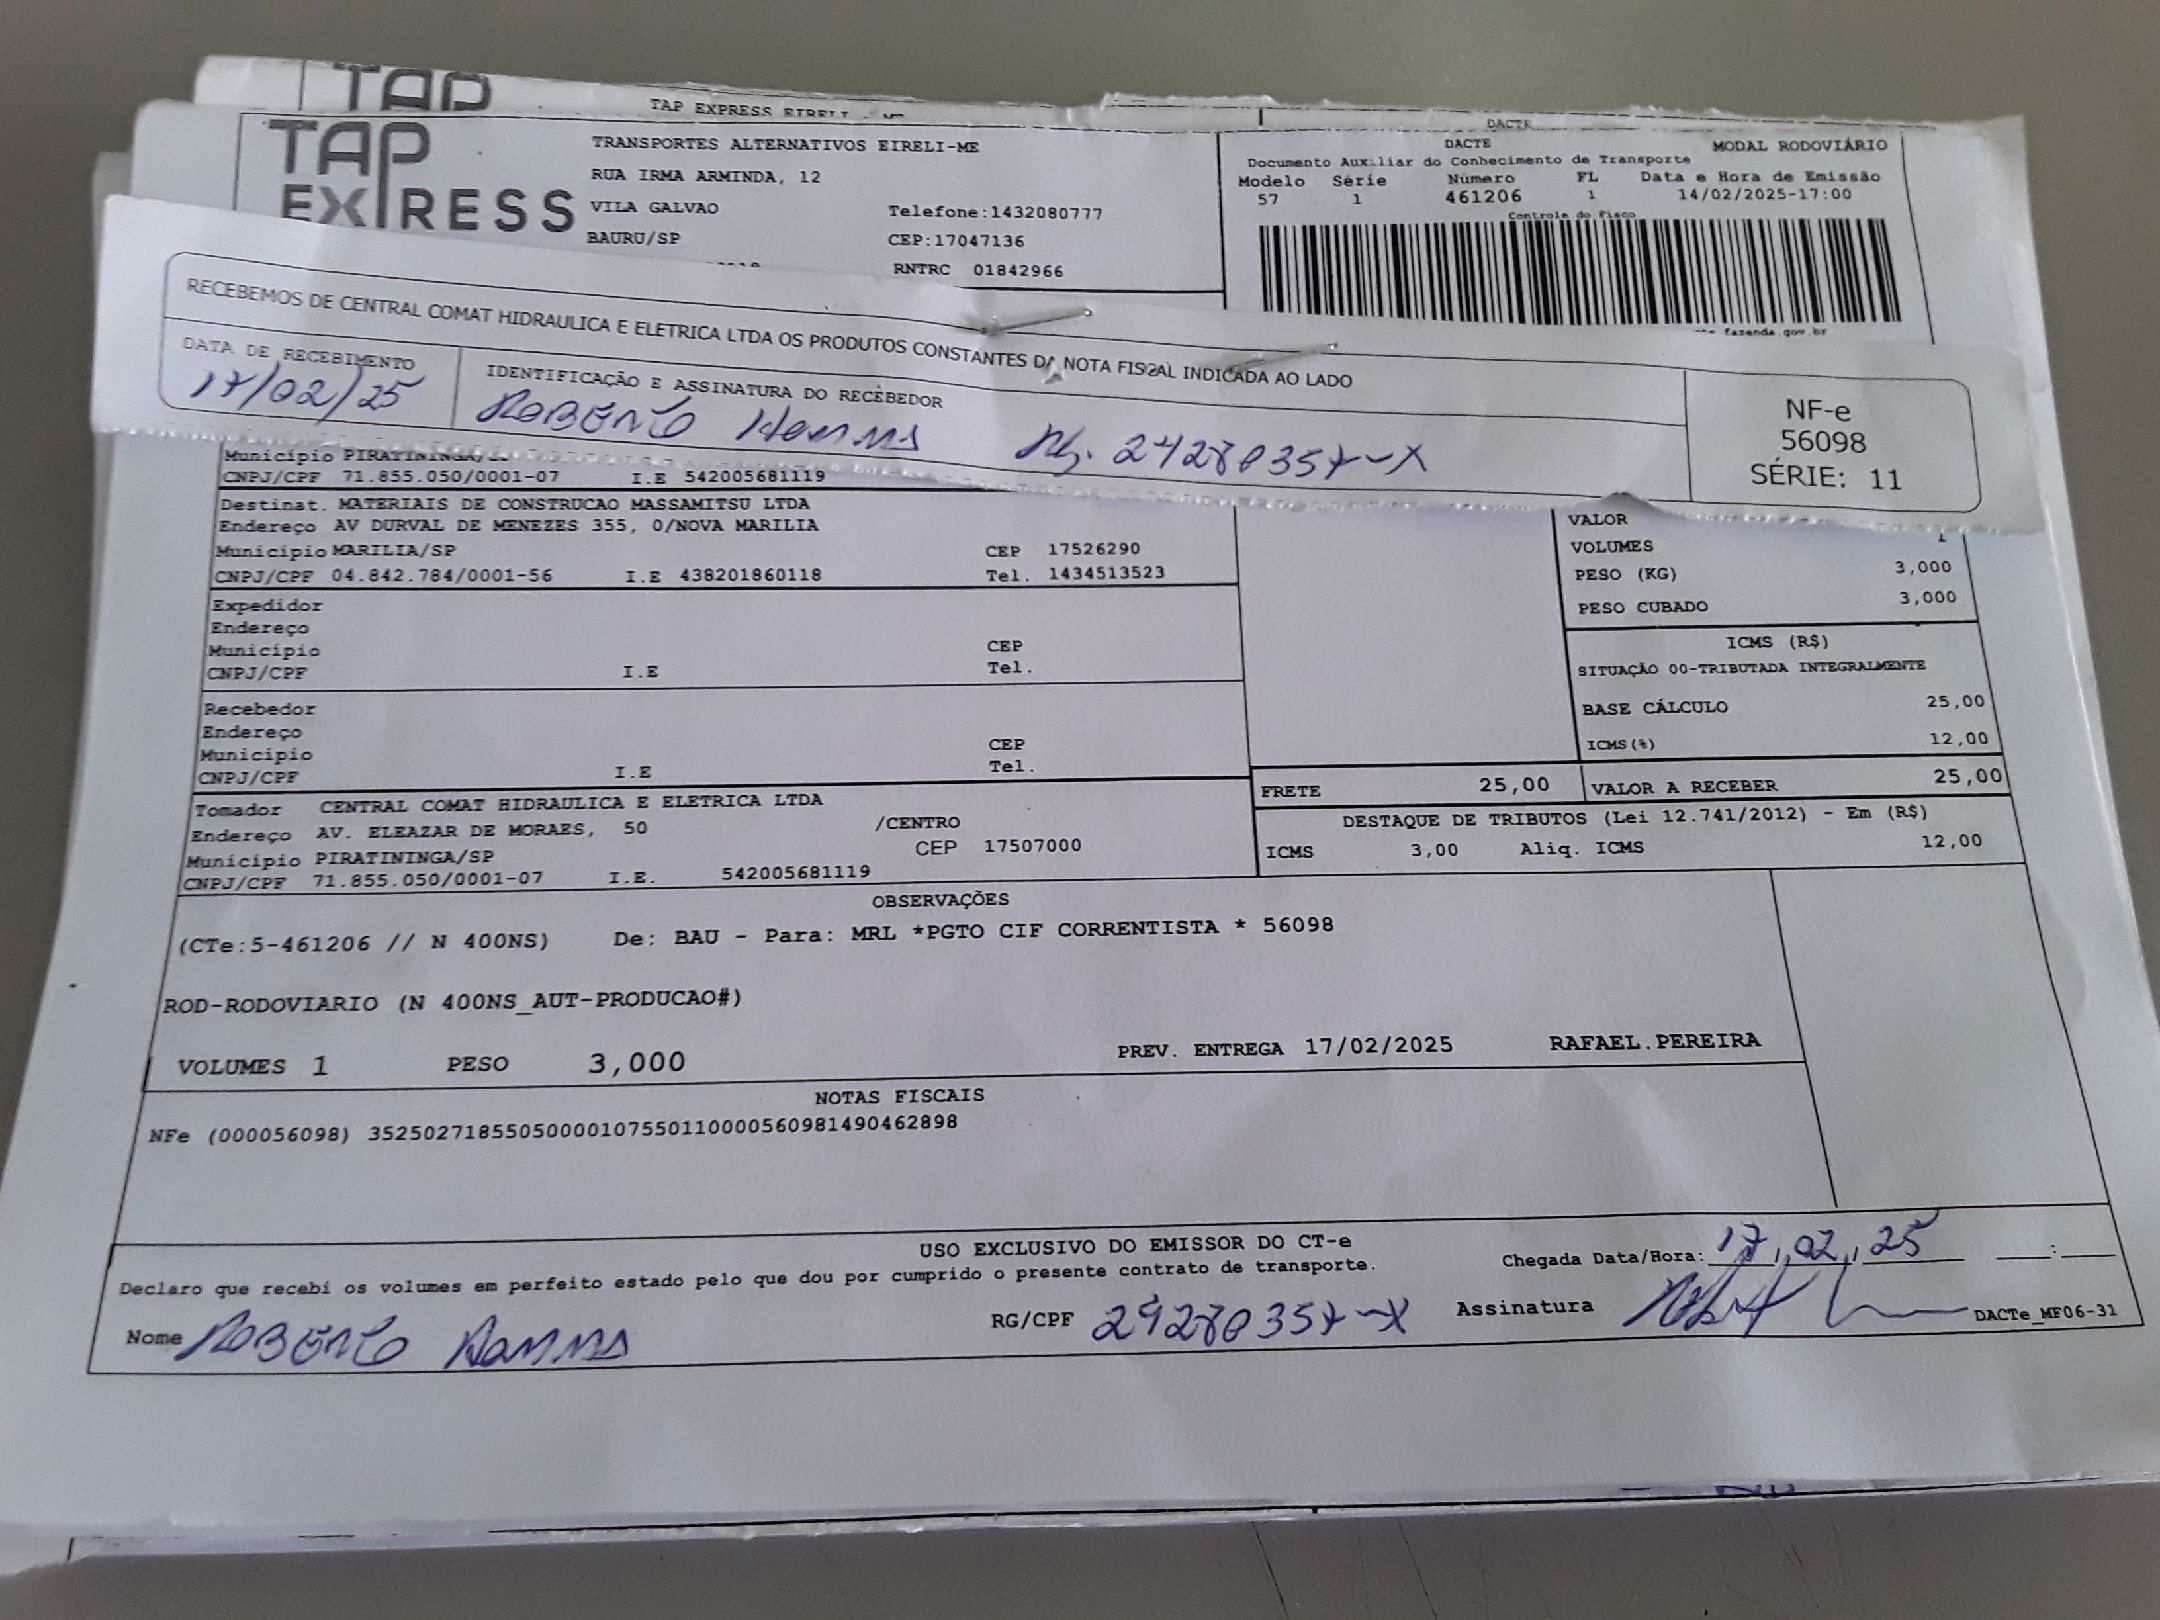 TAP
TAP EXPRESS EIRELI - ME
DACTE
TAP
EXPRESS
TRANSPORTES ALTERNATIVOS EIRELI-ME
RUA IRMA ARMINDA, 12
VILA GALVAO Telefone:1432080777
BAURU/SP CEP:17047136
RNTRC 01842966
DACTE MODAL RODOVIÁRIO
Documento Auxiliar do Conhecimento de Transporte
Modelo Série Número FL Data e Hora de Emissão
57 1 461206 1 14/02/2025-17:00
Controle do Fisco
fazenda.gov.br
RECEBEMOS DE CENTRAL COMAT HIDRAULICA E ELETRICA LTDA OS PRODUTOS CONSTANTES DA NOTA FISCAL INDICADA AO LADO
DATA DE RECEBIMENTO IDENTIFICAÇÃO E ASSINATURA DO RECEBEDOR
17/02/25 ROBERTO
NF-e
56098
SÉRIE: 11
Município PIRATININGA
CNPJ/CPF 71.855.050/0001-07 I.E 542005681119
Destinat. MATERIAIS DE CONSTRUCAO MASSAMITSU LTDA
Endereço AV DURVAL DE MENEZES 355, 0/NOVA MARILIA
Município MARILIA/SP CEP 17526290
CNPJ/CPF 04.842.784/0001-56 I.E 438201860118 Tel. 1434513523
Expedidor
Endereço
Município CEP
CNPJ/CPF I.E Tel.
Recebedor
Endereço
Município CEP
CNPJ/CPF I.E Tel.
Tomador CENTRAL COMAT HIDRAULICA E ELETRICA LTDA
Endereço AV. ELEAZAR DE MORAES, 50 /CENTRO
Município PIRATININGA/SP CEP 17507000
CNPJ/CPF 71.855.050/0001-07 I.E. 542005681119
VALOR
VOLUMES 1
PESO (KG) 3,000
PESO CUBADO 3,000
ICMS (R$)
SITUAÇÃO 00-TRIBUTADA INTEGRALMENTE
BASE CÁLCULO 25,00
ICMS(%) 12,00
FRETE 25,00 VALOR A RECEBER 25,00
DESTAQUE DE TRIBUTOS (Lei 12.741/2012) - Em (R$)
ICMS 3,00 Aliq. ICMS 12,00
OBSERVAÇÕES
(CTe:5-461206 // N 400NS) De: BAU - Para: MRL *PGTO CIF CORRENTISTA * 56098
ROD-RODOVIARIO (N 400NS_AUT-PRODUCAO#)
VOLUMES 1 PESO 3,000 PREV. ENTREGA 17/02/2025 RAFAEL.PEREIRA
NOTAS FISCAIS
NFe (000056098) 35250271855050000107550110000560981490462898
USO EXCLUSIVO DO EMISSOR DO CT-e
Declaro que recebi os volumes em perfeito estado pelo que dou por cumprido o presente contrato de transporte.
Chegada Data/Hora: 17/02/25 __:__
Nome ROBERTO RG/CPF Assinatura DACTe_MF06-31